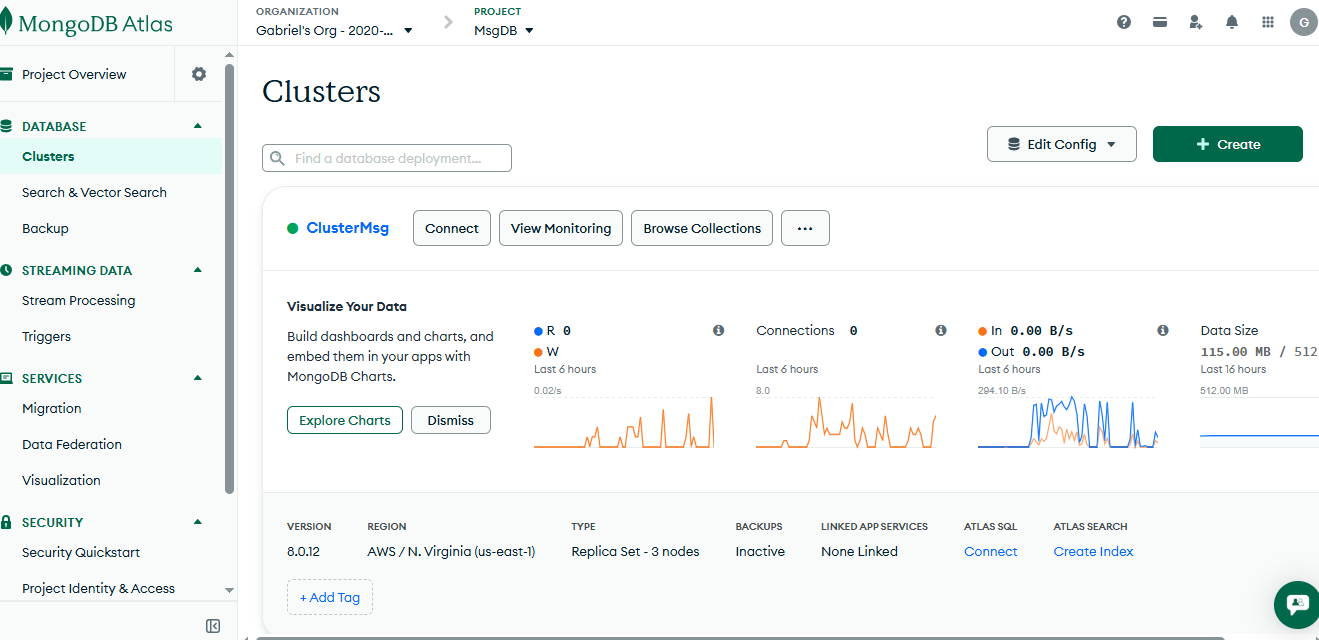 MongoDB Atlas
ORGANIZATION
Gabriel's Org - 2020-...
PROJECT
MsgDB
G
Project Overview
DATABASE
Clusters
Search & Vector Search
Backup
STREAMING DATA
Stream Processing
Triggers
SERVICES
Migration
Data Federation
Visualization
SECURITY
Security Quickstart
Project Identity & Access
Clusters
Find a database deployment...
Edit Config
+ Create
ClusterMsg
Connect
View Monitoring
Browse Collections
...
Visualize Your Data
Build dashboards and charts, and
embed them in your apps with
MongoDB Charts.
Explore Charts
Dismiss
R 0
W
Last 6 hours
0.02/s
Connections 0
Last 6 hours
8.0
In 0.00 B/s
Out 0.00 B/s
Last 6 hours
294.10 B/s
Data Size
115.00 MB / 512
Last 16 hours
512.00 MB
VERSION
8.0.12
REGION
AWS / N. Virginia (us-east-1)
TYPE
Replica Set - 3 nodes
BACKUPS
Inactive
LINKED APP SERVICES
None Linked
ATLAS SQL
Connect
ATLAS SEARCH
Create Index
+ Add Tag